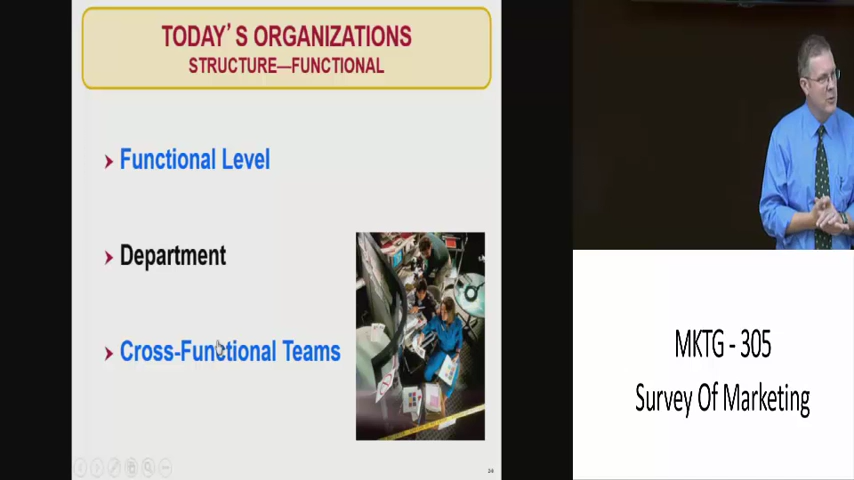 TODAY’S ORGANIZATIONS
STRUCTURE—FUNCTIONAL
Functional Level
Department
Cross-Functional Teams
MKTG - 305
Survey Of Marketing